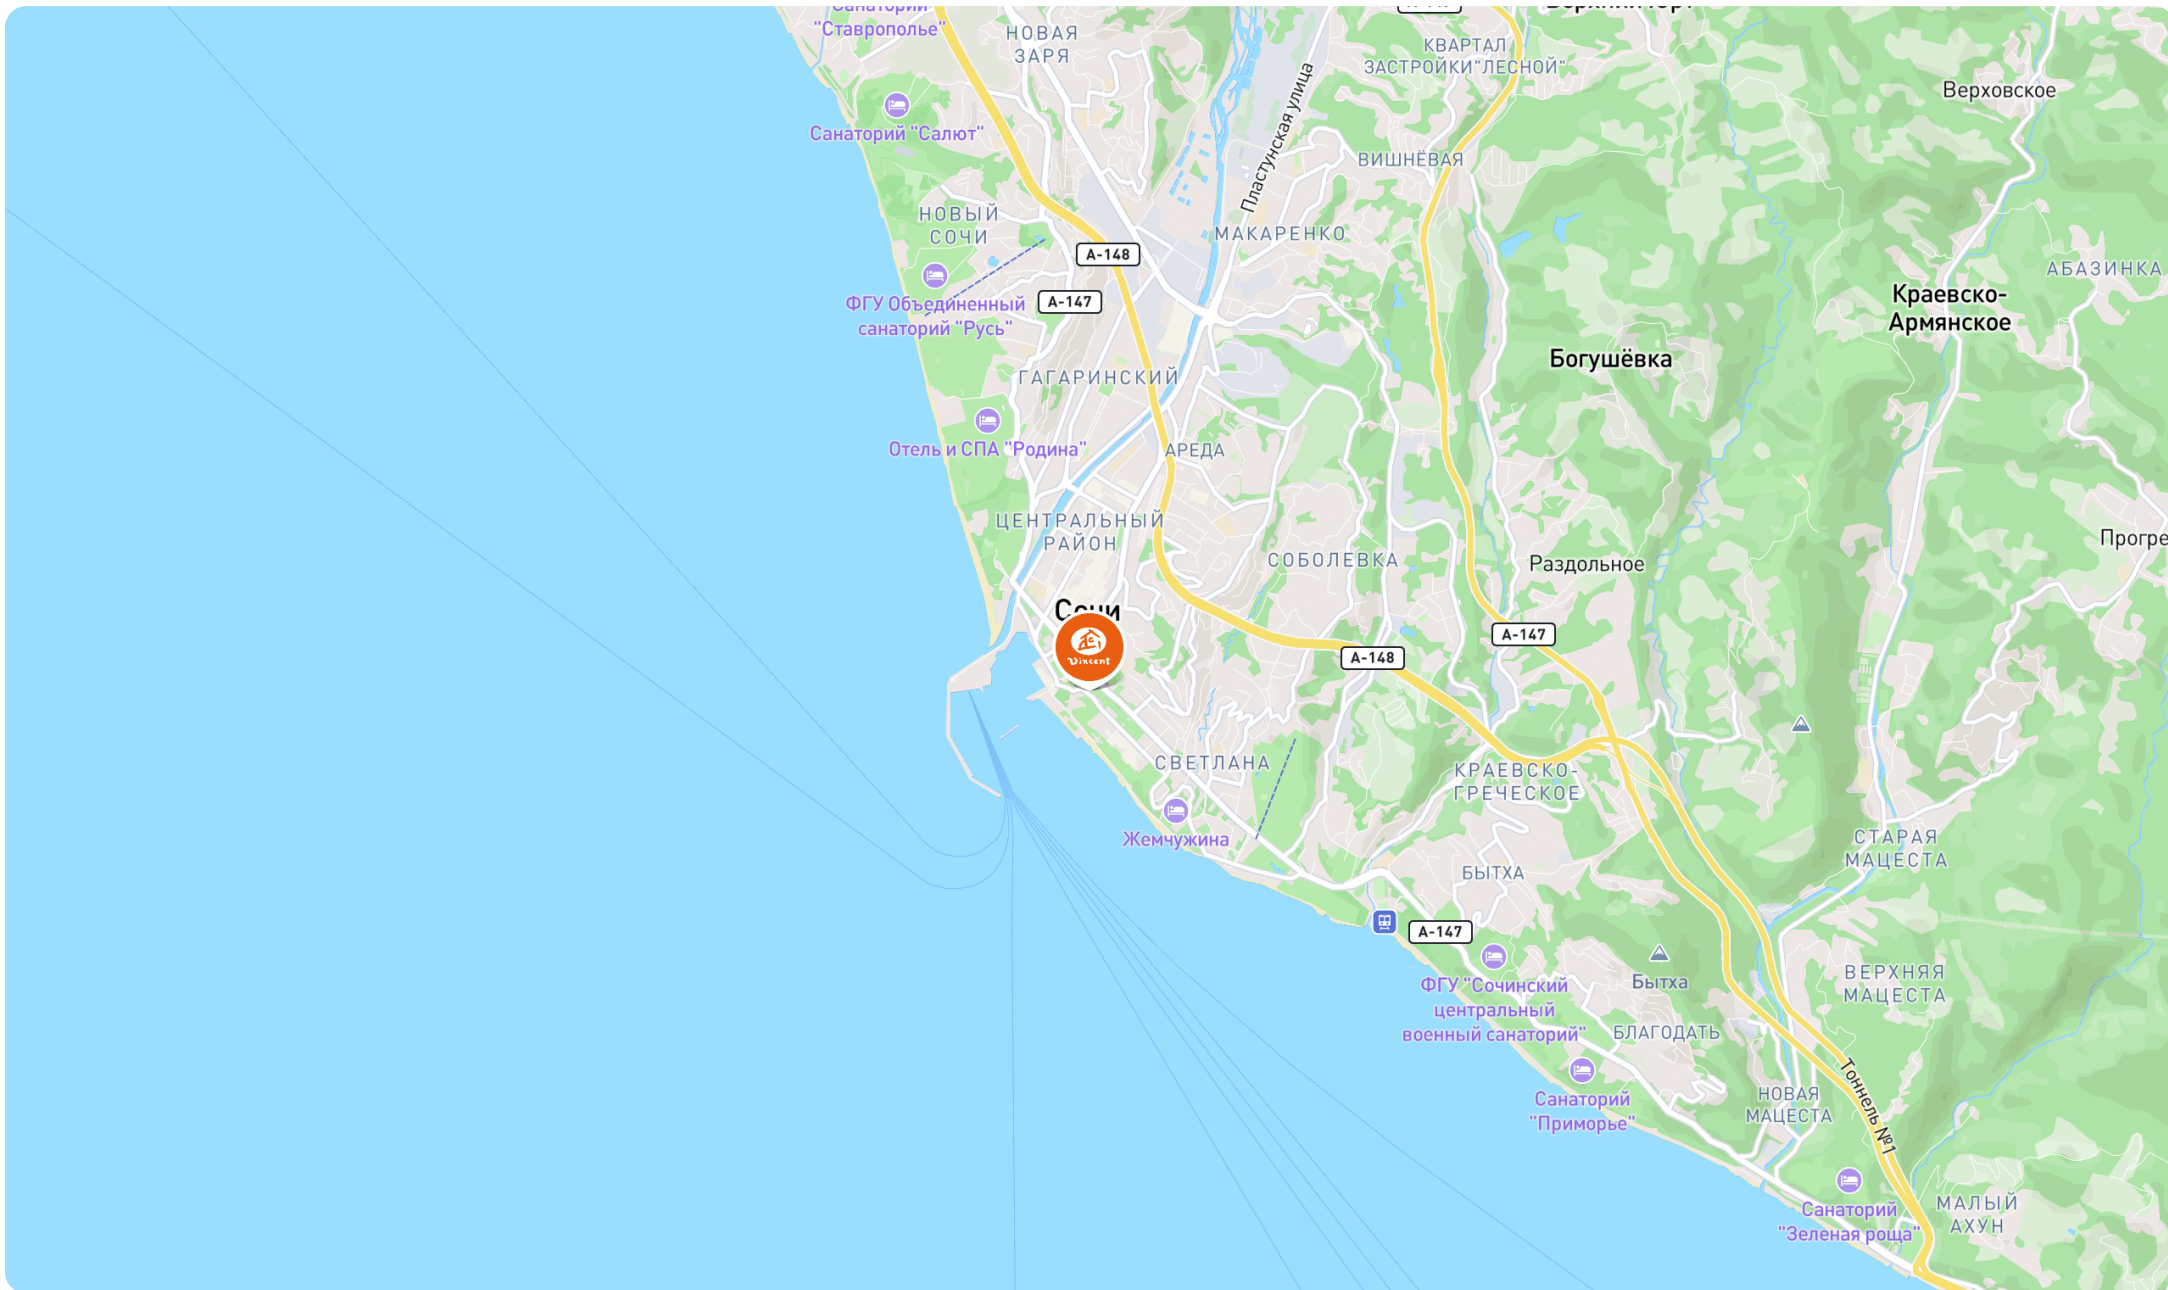 Санаторий
"Ставрополье"
НОВАЯ
ЗАРЯ
КВАРТАЛ
ЗАСТРОЙКИ"ЛЕСНОЙ"
Верховское
Санаторий "Салют"
Пластунская улица
ВИШНЁВАЯ
НОВЫЙ
СОЧИ
МАКАРЕНКО
А-148
АБАЗИНКА
ФГУ Объединенный
санаторий "Русь"
А-147
Краевско-
Армянское
Богушёвка
ГАГАРИНСКИЙ
Отель и СПА "Родина"
АРЕДА
ЦЕНТРАЛЬНЫЙ
РАЙОН
СОБОЛЕВКА
Раздольное
Прогре
Сочи
Vincent
А-147
А-148
СВЕТЛАНА
КРАЕВСКО-
ГРЕЧЕСКОЕ
Жемчужина
СТАРАЯ
МАЦЕСТА
БЫТХА
А-147
ФГУ "Сочинский
центральный
военный санаторий"
Бытха
ВЕРХНЯЯ
МАЦЕСТА
БЛАГОДАТЬ
Санаторий
"Приморье"
НОВАЯ
МАЦЕСТА
Тоннель №1
Санаторий
"Зеленая роща"
МАЛЫЙ
АХУН